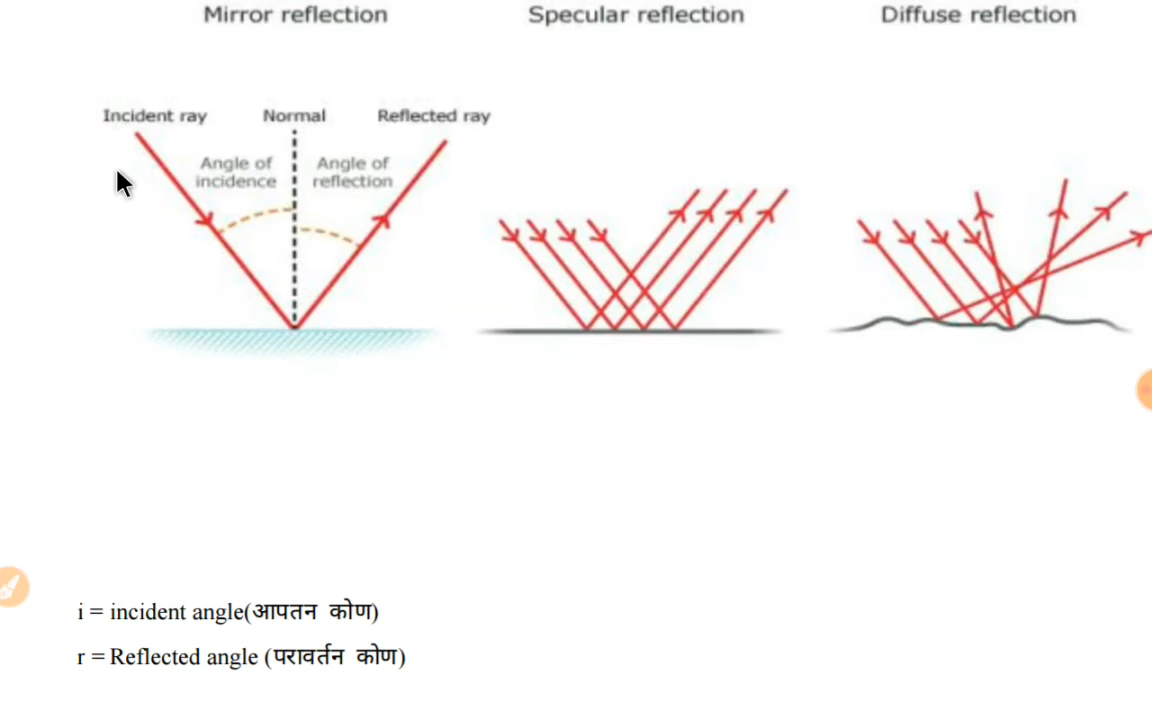 Mirror reflection Specular reflection Diffuse reflection
Incident ray Normal Reflected ray
Angle of incidence
Angle of reflection
i = incident angle(आपतन कोण)
r = Reflected angle (परावर्तन कोण)